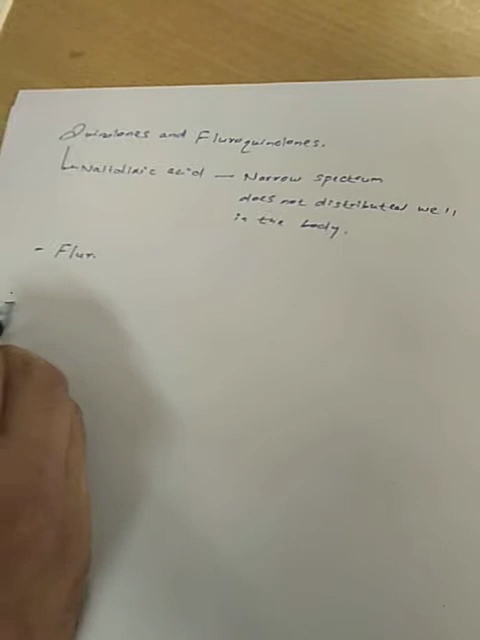 Quinolones and Fluroquinolones.
Nalidixic acid — Narrow spectrum
does not distributed well
in the body.
- Flur.